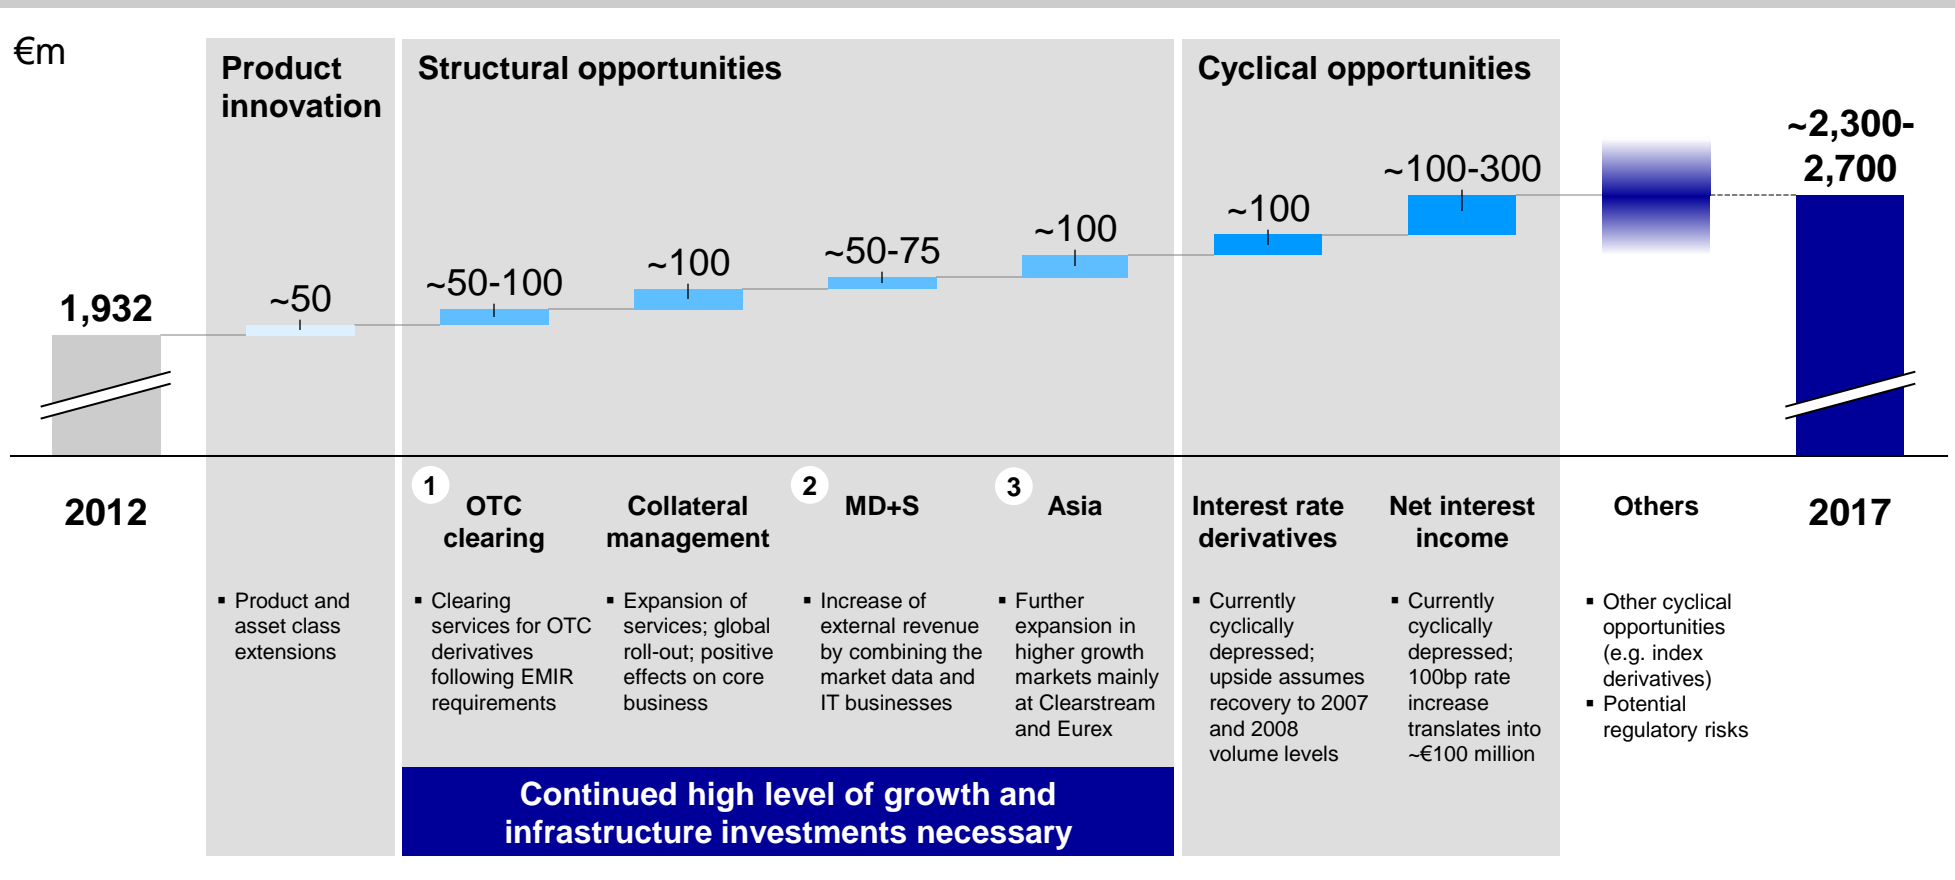 €m
Product
innovation
Structural opportunities
Cyclical opportunities
1,932
~50
~50-100
~100
~50-75
~100
~100
~100-300
~2,300-
2,700
2012
1
OTC
clearing
Collateral
management
2
MD+S
3
Asia
Interest rate
derivatives
Net interest
income
Others
2017
▪ Product and
asset class
extensions
▪ Clearing
services for OTC
derivatives
following EMIR
requirements
▪ Expansion of
services; global
roll-out; positive
effects on core
business
▪ Increase of
external revenue
by combining the
market data and
IT businesses
▪ Further
expansion in
higher growth
markets mainly
at Clearstream
and Eurex
▪ Currently
cyclically
depressed;
upside assumes
recovery to 2007
and 2008
volume levels
▪ Currently
cyclically
depressed;
100bp rate
increase
translates into
~€100 million
▪ Other cyclical
opportunities
(e.g. index
derivatives)
▪ Potential
regulatory risks
Continued high level of growth and
infrastructure investments necessary